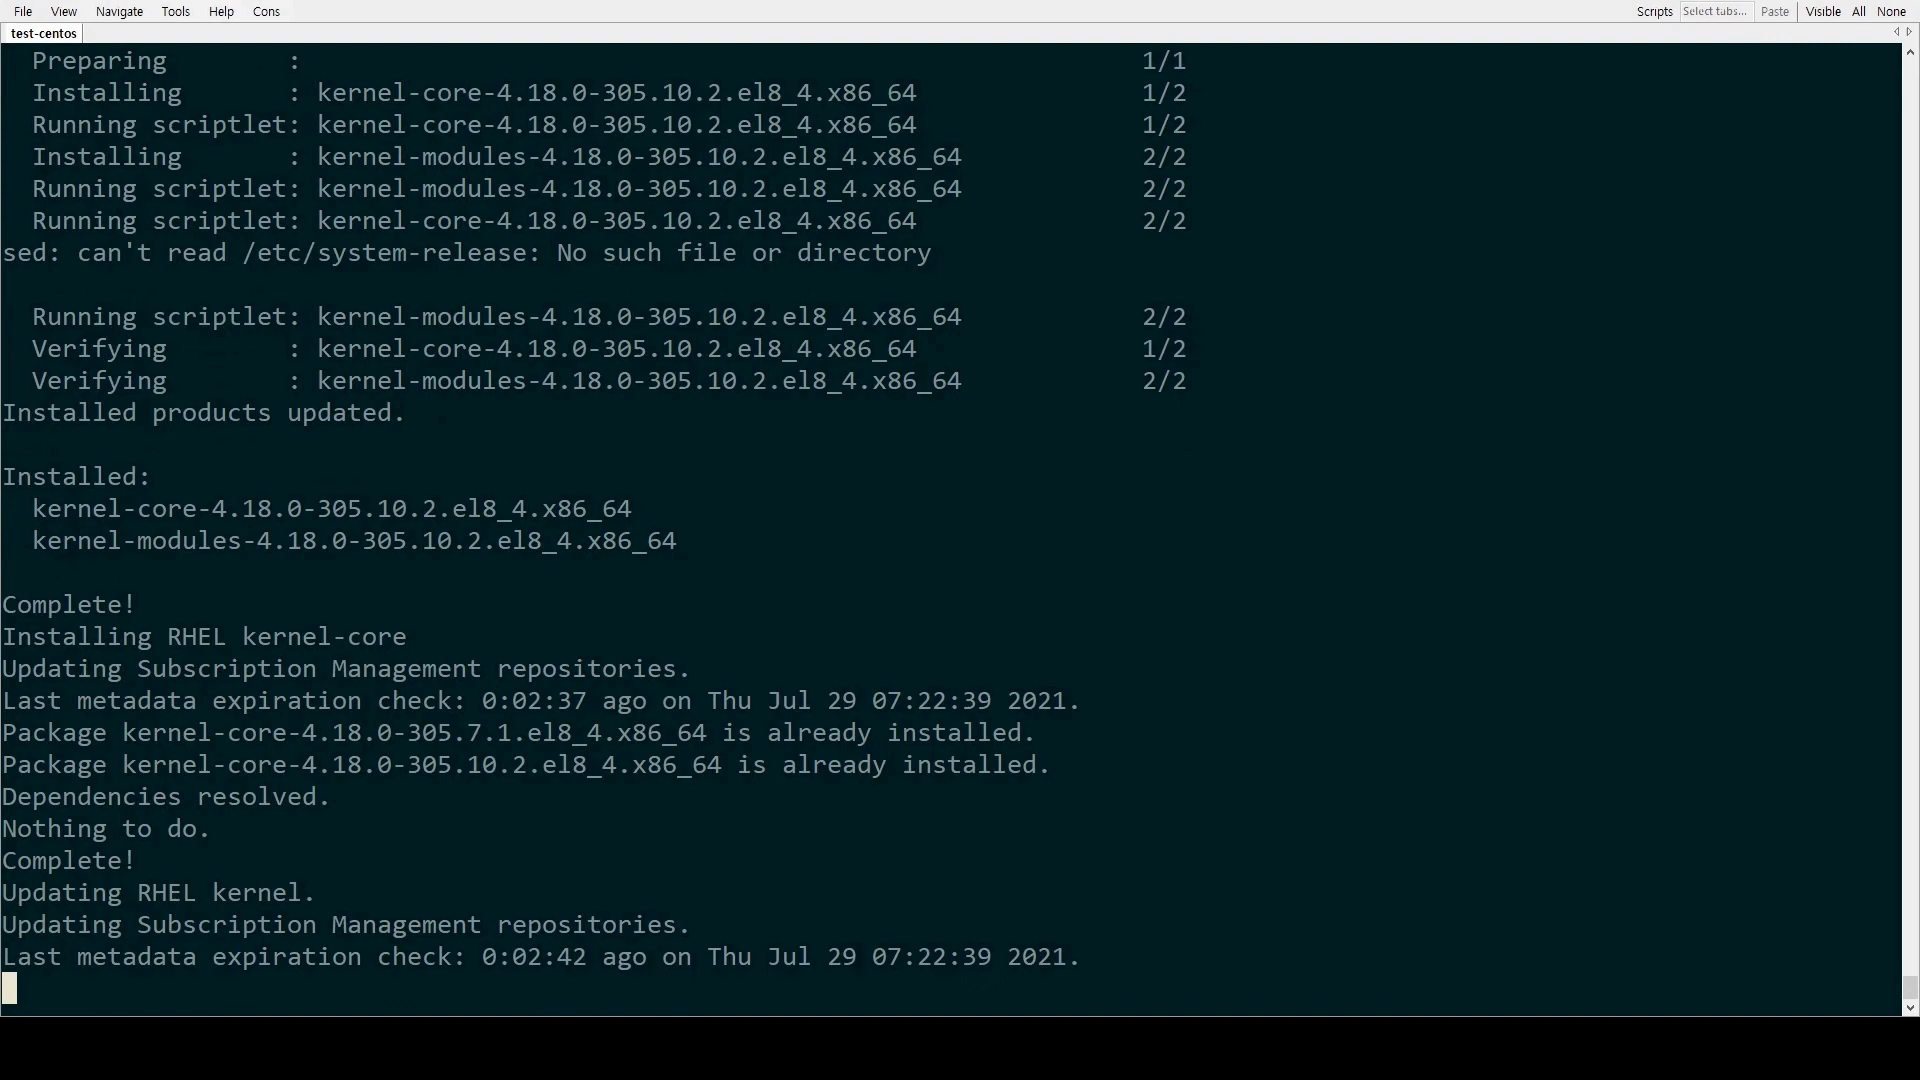 File View Navigate Tools Help Cons Scripts Select tabs... Paste Visible All None
test-centos
Preparing : 1/1
Installing : kernel-core-4.18.0-305.10.2.el8_4.x86_64 1/2
Running scriptlet: kernel-core-4.18.0-305.10.2.el8_4.x86_64 1/2
Installing : kernel-modules-4.18.0-305.10.2.el8_4.x86_64 2/2
Running scriptlet: kernel-modules-4.18.0-305.10.2.el8_4.x86_64 2/2
Running scriptlet: kernel-core-4.18.0-305.10.2.el8_4.x86_64 2/2
sed: can't read /etc/system-release: No such file or directory
Running scriptlet: kernel-modules-4.18.0-305.10.2.el8_4.x86_64 2/2
Verifying : kernel-core-4.18.0-305.10.2.el8_4.x86_64 1/2
Verifying : kernel-modules-4.18.0-305.10.2.el8_4.x86_64 2/2
Installed products updated.
Installed:
kernel-core-4.18.0-305.10.2.el8_4.x86_64
kernel-modules-4.18.0-305.10.2.el8_4.x86_64
Complete!
Installing RHEL kernel-core
Updating Subscription Management repositories.
Last metadata expiration check: 0:02:37 ago on Thu Jul 29 07:22:39 2021.
Package kernel-core-4.18.0-305.7.1.el8_4.x86_64 is already installed.
Package kernel-core-4.18.0-305.10.2.el8_4.x86_64 is already installed.
Dependencies resolved.
Nothing to do.
Complete!
Updating RHEL kernel.
Updating Subscription Management repositories.
Last metadata expiration check: 0:02:42 ago on Thu Jul 29 07:22:39 2021.